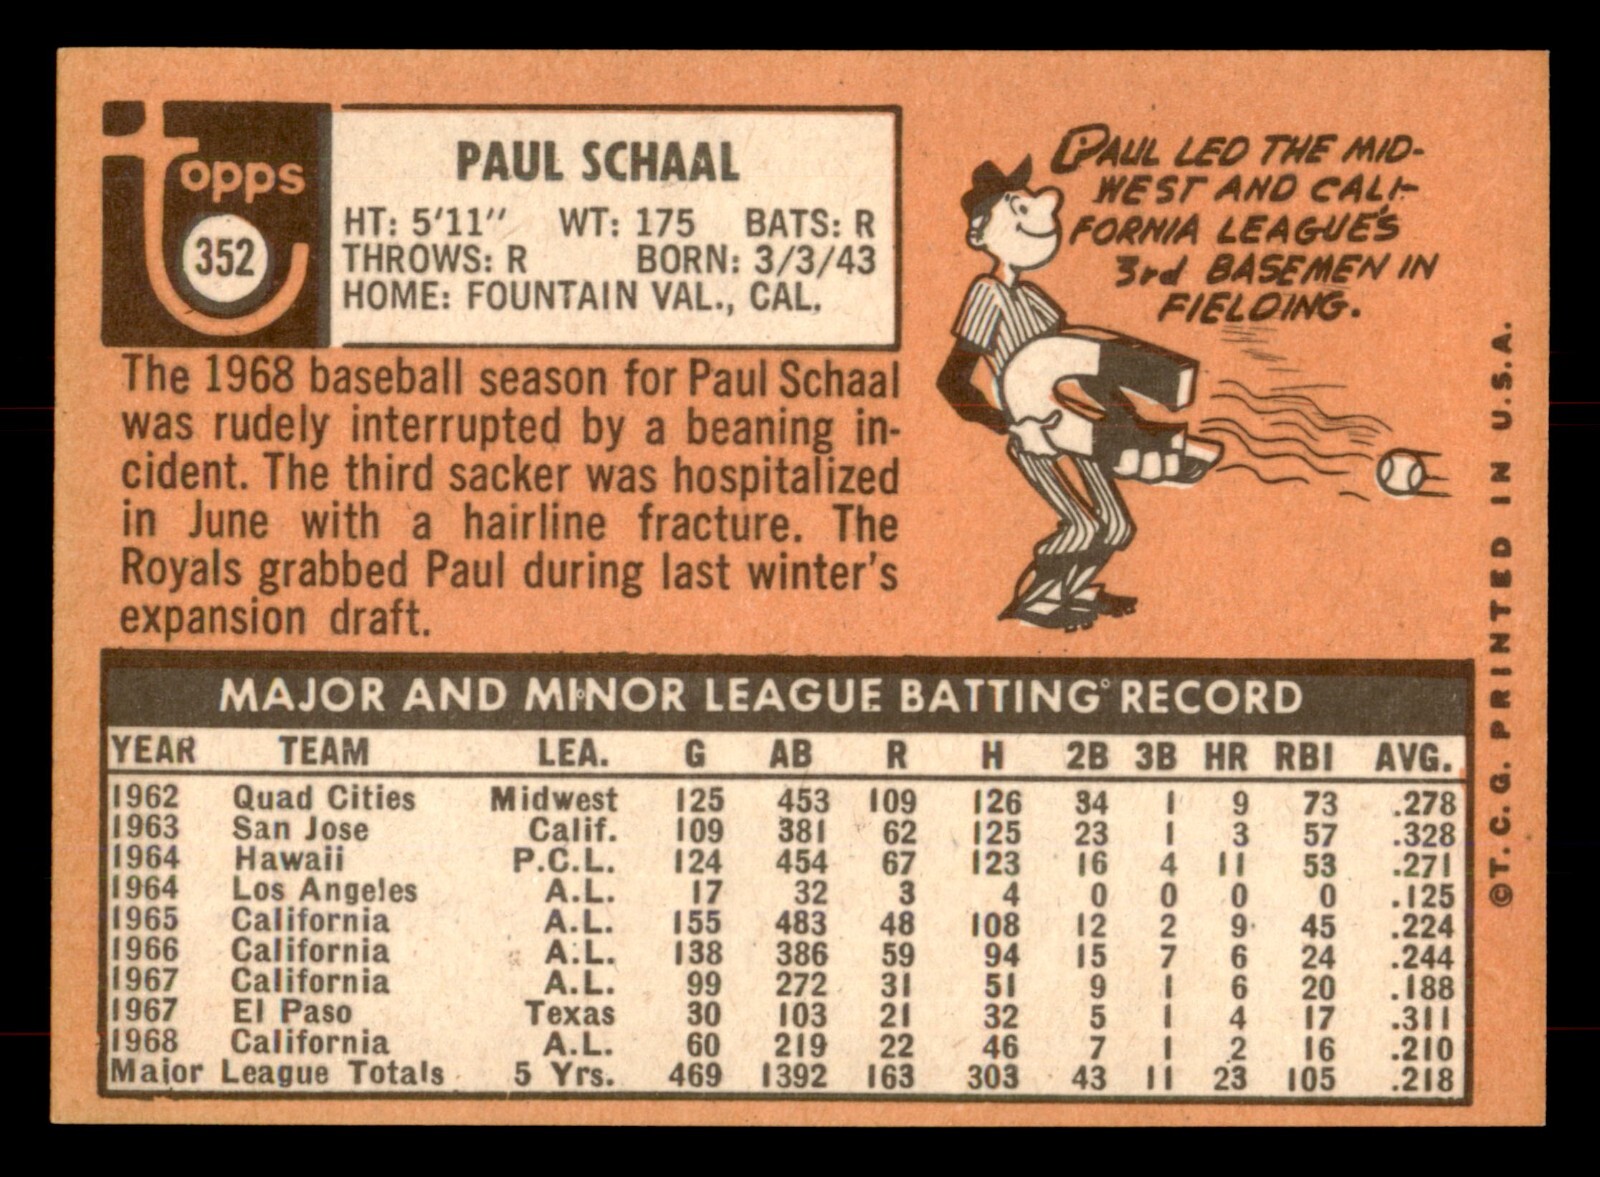 topps
352
PAUL SCHAAL
HT: 5'11" WT: 175 BATS: R
THROWS: R BORN: 3/3/43
HOME: FOUNTAIN VAL., CAL.
The 1968 baseball season for Paul Schaal
was rudely interrupted by a beaning in-
cident. The third sacker was hospitalized
in June with a hairline fracture. The
Royals grabbed Paul during last winter's
expansion draft.
PAUL LED THE MID-
WEST AND CALI-
FORNIA LEAGUE'S
3rd BASEMEN IN
FIELDING.
MAJOR AND MINOR LEAGUE BATTING RECORD
YEAR TEAM LEA. G AB R H 2B 3B HR RBI AVG.
1962 Quad Cities Midwest 125 453 109 126 34 1 9 73 .278
1963 San Jose Calif. 109 381 62 125 23 1 3 57 .328
1964 Hawaii P.C.L. 124 454 67 123 16 4 11 53 .271
1964 Los Angeles A.L. 17 32 3 4 0 0 0 0 .125
1965 California A.L. 155 483 48 108 12 2 9 45 .224
1966 California A.L. 138 386 59 94 15 7 6 24 .244
1967 California A.L. 99 272 31 51 9 1 6 20 .188
1967 El Paso Texas 30 103 21 32 5 1 4 17 .311
1968 California A.L. 60 219 22 46 7 1 2 16 .210
Major League Totals 5 Yrs. 469 1392 163 303 43 11 23 105 .218
©T.C.G. PRINTED IN U.S.A.